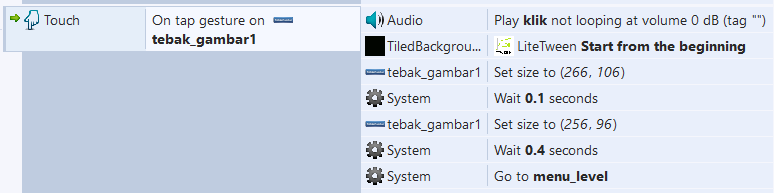 Touch
On tap gesture on
tebak_gambar1
Audio
Play klik not looping at volume 0 dB (tag "")
TiledBackgrou...
LiteTween Start from the beginning
tebak_gambar1
Set size to (266, 106)
System
Wait 0.1 seconds
tebak_gambar1
Set size to (256, 96)
System
Wait 0.4 seconds
System
Go to menu_level